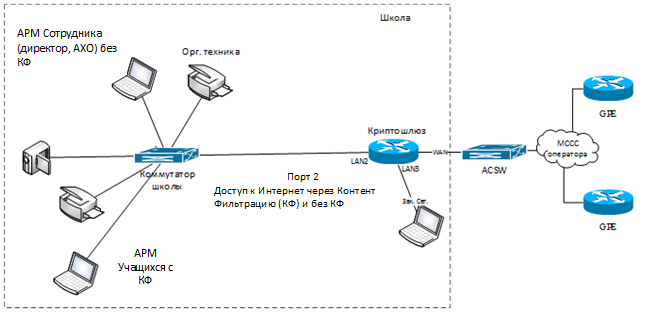 Школа
АРМ Сотрудника
(директор, АХО) без
КФ
Орг. техника
GPE
Криптошлюз
МССС
Оператора
WAN
LAN2
LAN3
ACSW
Коммутатор
школы
Порт 2
Доступ к Интернет через Контент
Фильтрацию (КФ) и без КФ
Зак. Сег.
GPE
АРМ
Учащихся с
КФ